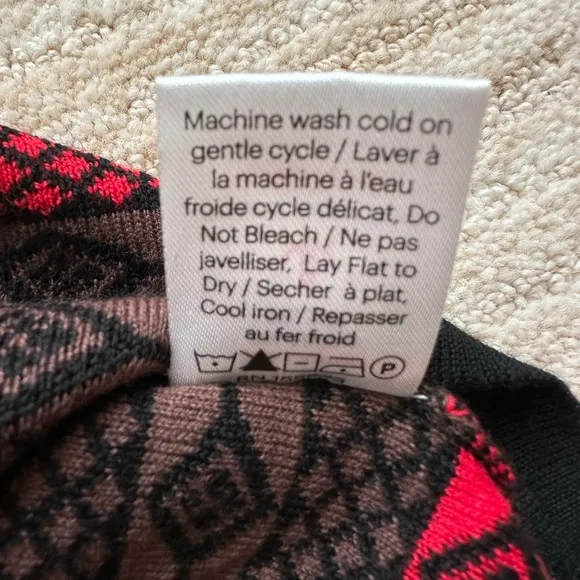 Machine wash cold on
gentle cycle / Laver à
la machine à l'eau
froide cycle délicat, Do
Not Bleach / Ne pas
javelliser, Lay Flat to
Dry / Secher à plat,
Cool iron / Repasser
au fer froid
P